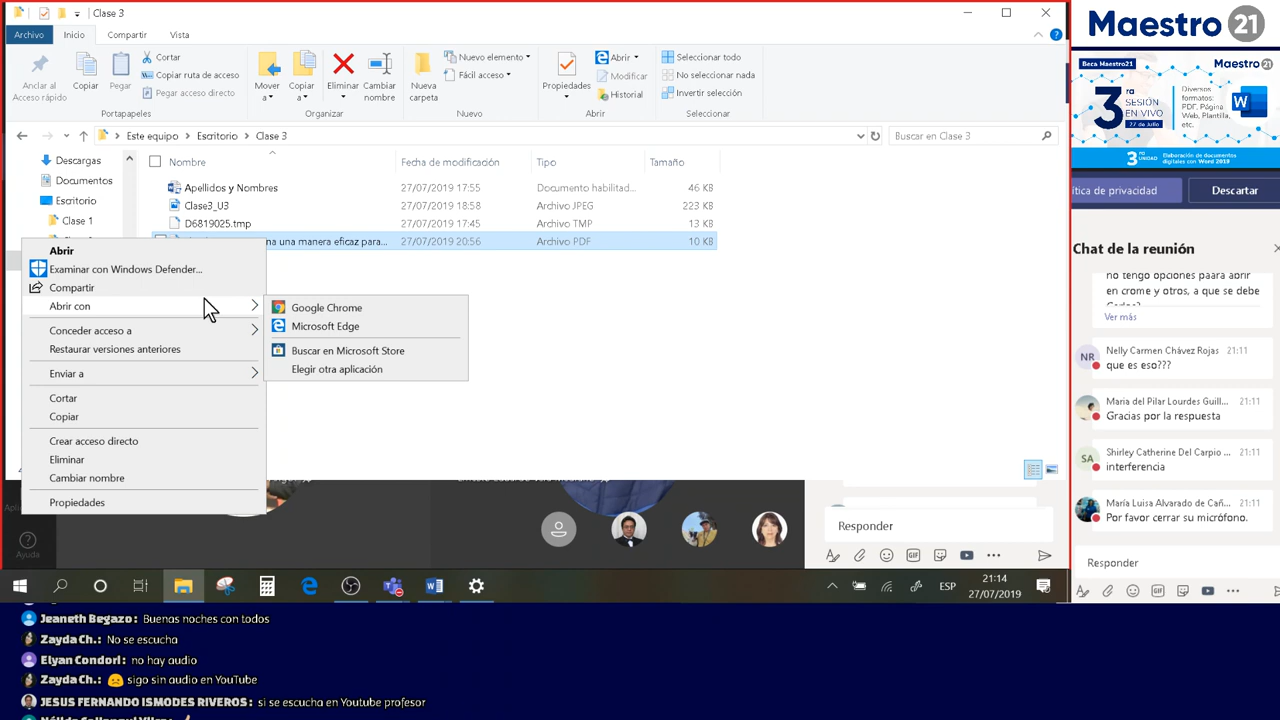 Clase 3
Archivo
Inicio
Compartir
Vista
Anclar al
Acceso rápido
Copiar
Pegar
Cortar
Copiar ruta de acceso
Pegar acceso directo
Mover
a
Copiar
a
Eliminar
Cambiar
nombre
Nueva
carpeta
Nuevo elemento
Fácil acceso
Propiedades
Abrir
Modificar
Historial
Seleccionar todo
No seleccionar nada
Invertir selección
Portapapeles
Organizar
Nuevo
Abrir
Seleccionar
Este equipo
Escritorio
Clase 3
Buscar en Clase 3
Descargas
Documentos
Escritorio
Clase 1
Nombre
Fecha de modificación
Tipo
Tamaño
Apellidos y Nombres
27/07/2019 17:55
Documento habilitad...
46 KB
Clase3_U3
27/07/2019 18:58
Archivo JPEG
223 KB
D6819025.tmp
27/07/2019 17:45
Archivo TMP
13 KB
na una manera eficaz para...
27/07/2019 20:56
Archivo PDF
10 KB
Abrir
Examinar con Windows Defender...
Compartir
Abrir con
Conceder acceso a
Restaurar versiones anteriores
Enviar a
Cortar
Copiar
Crear acceso directo
Eliminar
Cambiar nombre
Propiedades
Google Chrome
Microsoft Edge
Buscar en Microsoft Store
Elegir otra aplicación
Ayuda
Responder
GIF
ESP
21:14
27/07/2019
Maestro 21
Beca Maestro21
Maestro 21
3ra
SESIÓN
EN VIVO
27 de Julio
Diversos
formatos:
PDF, Página
Web, Plantilla,
etc.
W
3ra
UNIDAD
Elaboración de documentos
digitales con Word 2019
ítica de privacidad
Descartar
Chat de la reunión
no tengo opciones paara abrir
en crome y otros, a que se debe
Ver más
NR
Nelly Carmen Chávez Rojas 21:11
que es eso???
Maria del Pilar Lourdes Guill... 21:11
Gracias por la respuesta
SA
Shirley Catherine Del Carpio ... 21:11
interferencia
María Luisa Alvarado de Cañ... 21:11
Por favor cerrar su micrófono.
Responder
GIF
Jeaneth Begazo: Buenas noches con todos
Zayda Ch.: No se escucha
Elyan Condori: no hay audio
Zayda Ch.: ☹ sigo sin audio en YouTube
JESUS FERNANDO ISMODES RIVEROS: si se escucha en Youtube profesor